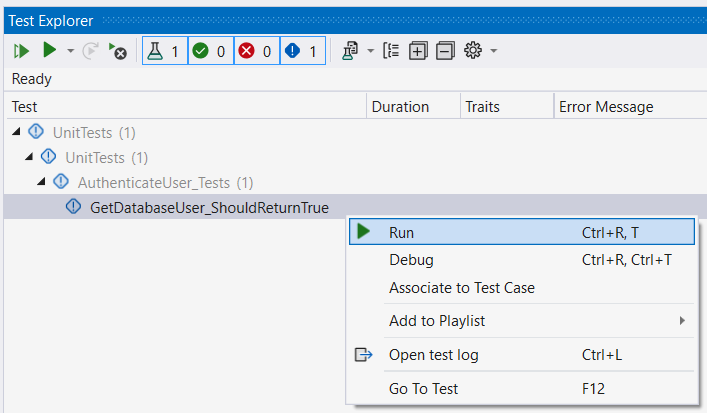 Test Explorer
1 0 0 1
Ready
Test Duration Traits Error Message
UnitTests (1)
UnitTests (1)
AuthenticateUser_Tests (1)
GetDatabaseUser_ShouldReturnTrue
Run Ctrl+R, T
Debug Ctrl+R, Ctrl+T
Associate to Test Case
Add to Playlist
Open test log Ctrl+L
Go To Test F12